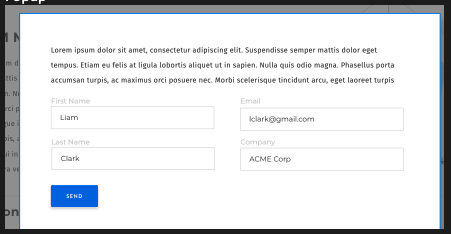 Lorem ipsum dolor sit amet, consectetur adipiscing elit. Suspendisse semper mattis dolor eget
tempus. Etiam eu felis at ligula lobortis aliquet ut in sapien. Nulla quis odio magna. Phasellus porta
accumsan turpis, ac maximus orci posuere nec. Morbi scelerisque tincidunt arcu, eget laoreet turpis
First Name
Email
Liam
lclark@gmail.com
Last Name
Company
Clark
ACME Corp
SEND